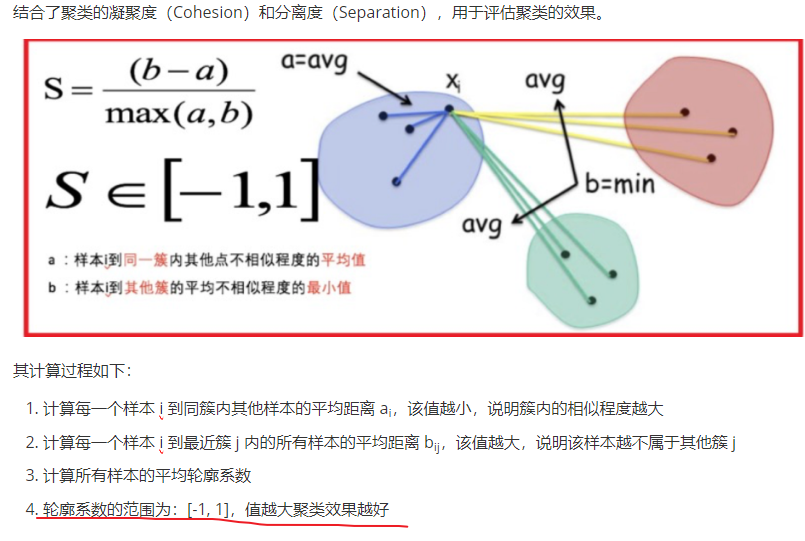 结合了聚类的凝聚度（Cohesion）和分离度（Separation），用于评估聚类的效果。
S = (b − a) / max(a, b)
a=avg
Xi
avg
S ∈ [−1,1]
b=min
avg
a ：样本i到同一簇内其他点不相似程度的平均值
b ：样本i到其他簇的平均不相似程度的最小值
其计算过程如下：
1. 计算每一个样本 i 到同簇内其他样本的平均距离 ai，该值越小，说明簇内的相似程度越大
2. 计算每一个样本 i 到最近簇 j 内的所有样本的平均距离 bij，该值越大，说明该样本越不属于其他簇 j
3. 计算所有样本的平均轮廓系数
4. 轮廓系数的范围为：[-1, 1]，值越大聚类效果越好